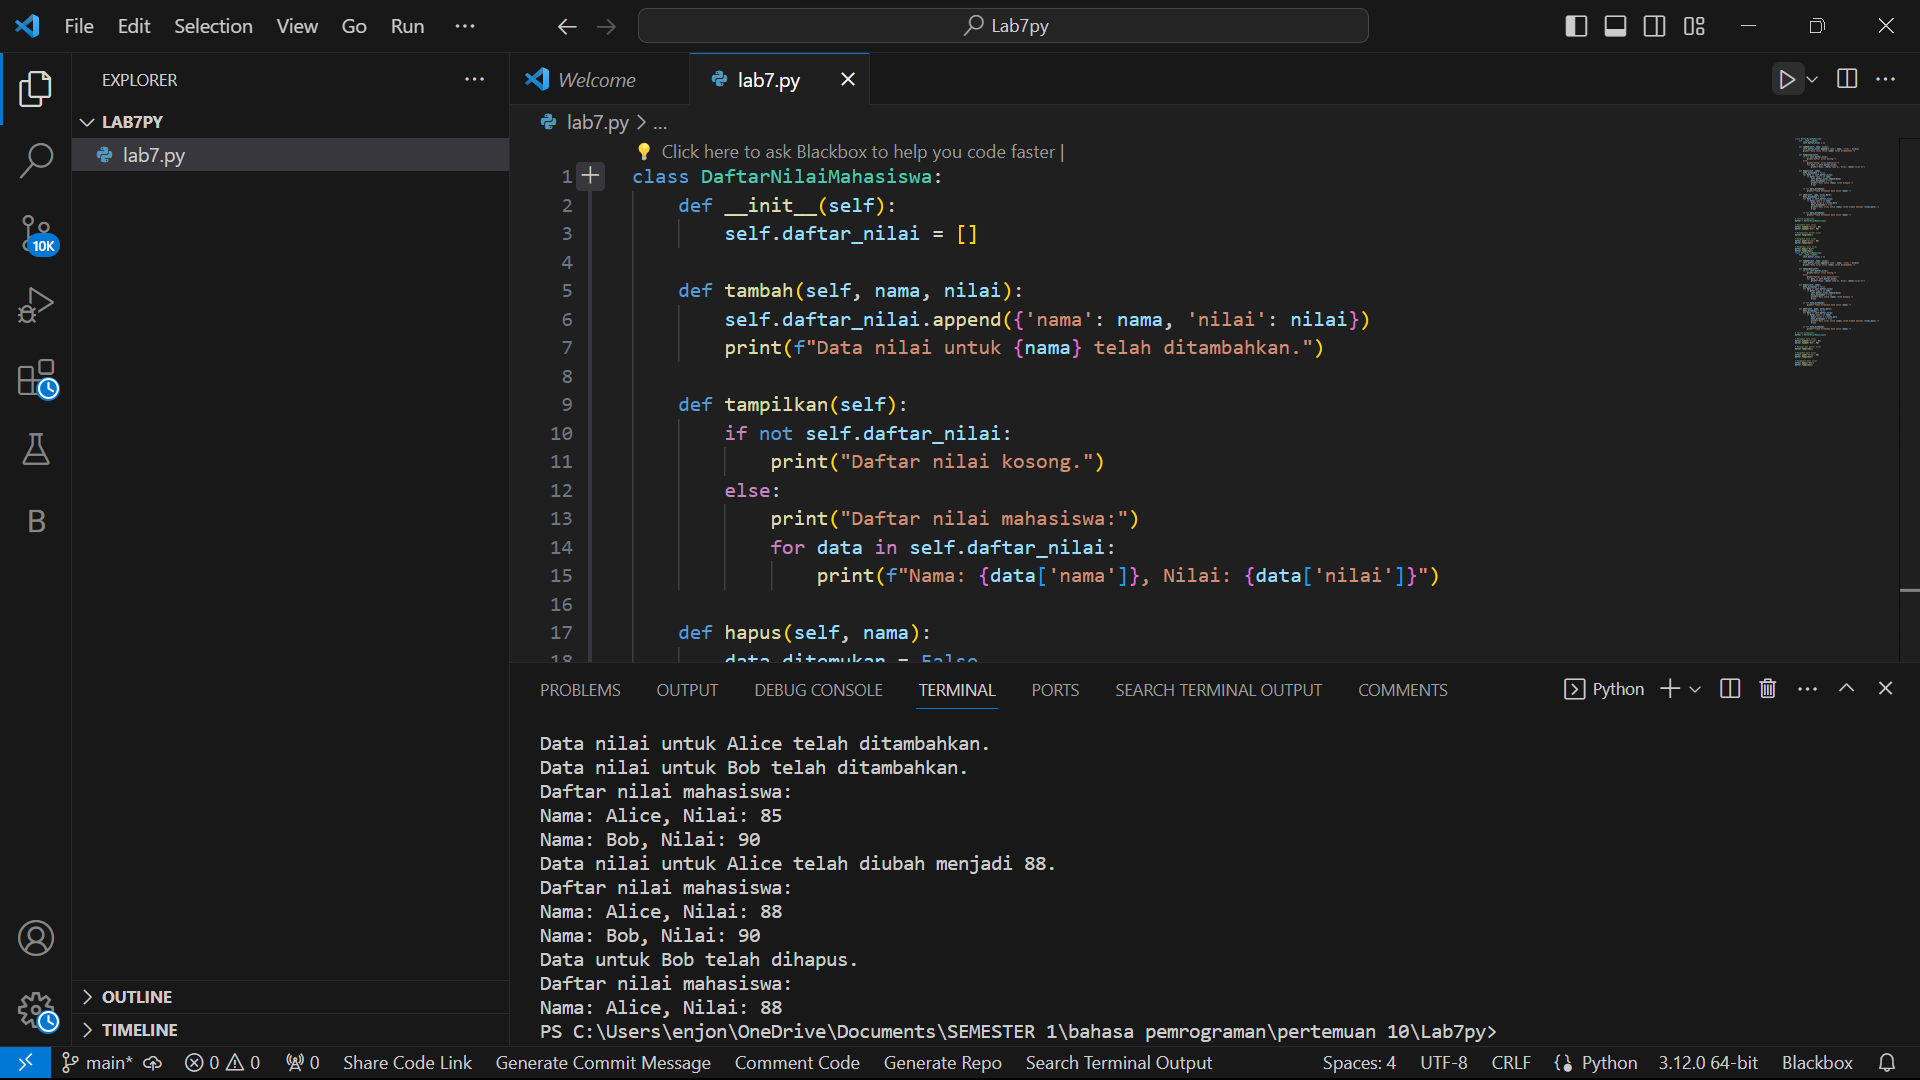 File Edit Selection View Go Run ··· Lab7py
EXPLORER ···
LAB7PY
lab7.py
10K
B
OUTLINE
TIMELINE
Welcome lab7.py
lab7.py > ...
Click here to ask Blackbox to help you code faster |
1 class DaftarNilaiMahasiswa:
2 def __init__(self):
3 self.daftar_nilai = []
4
5 def tambah(self, nama, nilai):
6 self.daftar_nilai.append({'nama': nama, 'nilai': nilai})
7 print(f"Data nilai untuk {nama} telah ditambahkan.")
8
9 def tampilkan(self):
10 if not self.daftar_nilai:
11 print("Daftar nilai kosong.")
12 else:
13 print("Daftar nilai mahasiswa:")
14 for data in self.daftar_nilai:
15 print(f"Nama: {data['nama']}, Nilai: {data['nilai']}")
16
17 def hapus(self, nama):
18 data_ditemukan = False
PROBLEMS OUTPUT DEBUG CONSOLE TERMINAL PORTS SEARCH TERMINAL OUTPUT COMMENTS Python
Data nilai untuk Alice telah ditambahkan.
Data nilai untuk Bob telah ditambahkan.
Daftar nilai mahasiswa:
Nama: Alice, Nilai: 85
Nama: Bob, Nilai: 90
Data nilai untuk Alice telah diubah menjadi 88.
Daftar nilai mahasiswa:
Nama: Alice, Nilai: 88
Nama: Bob, Nilai: 90
Data untuk Bob telah dihapus.
Daftar nilai mahasiswa:
Nama: Alice, Nilai: 88
PS C:\Users\enjon\OneDrive\Documents\SEMESTER 1\bahasa pemrograman\pertemuan 10\Lab7py>
main* 0 0 0 Share Code Link Generate Commit Message Comment Code Generate Repo Search Terminal Output Spaces: 4 UTF-8 CRLF Python 3.12.0 64-bit Blackbox